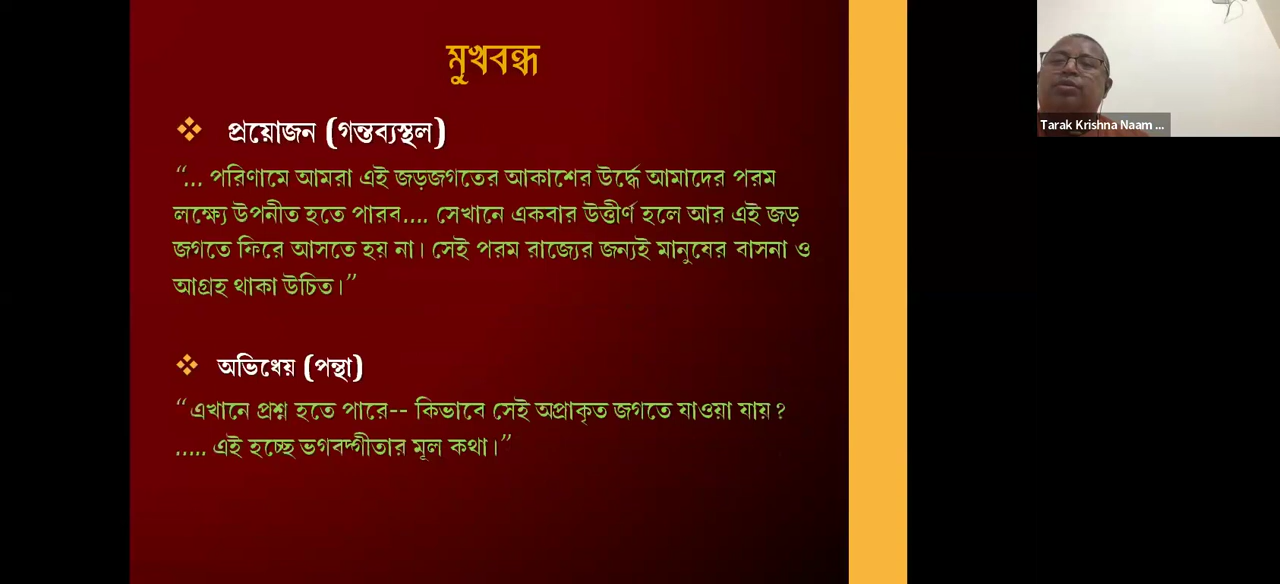 মুখবন্ধ
❖ প্রয়োজন (গন্তব্যস্থল)
“... পরিণামে আমরা এই জড়জগতের আকাশের উর্দ্ধে আমাদের পরম
লক্ষ্যে উপনীত হতে পারব.... সেখানে একবার উত্তীর্ণ হলে আর এই জড়
জগতে ফিরে আসতে হয় না। সেই পরম রাজ্যের জন্যই মানুষের বাসনা ও
আগ্রহ থাকা উচিত।”
❖ অভিধেয় (পন্থা)
“এখানে প্রশ্ন হতে পারে-- কিভাবে সেই অপ্রাকৃত জগতে যাওয়া যায় ?
..... এই হচ্ছে ভগবদ্গীতার মূল কথা।”
Tarak Krishna Naam ...